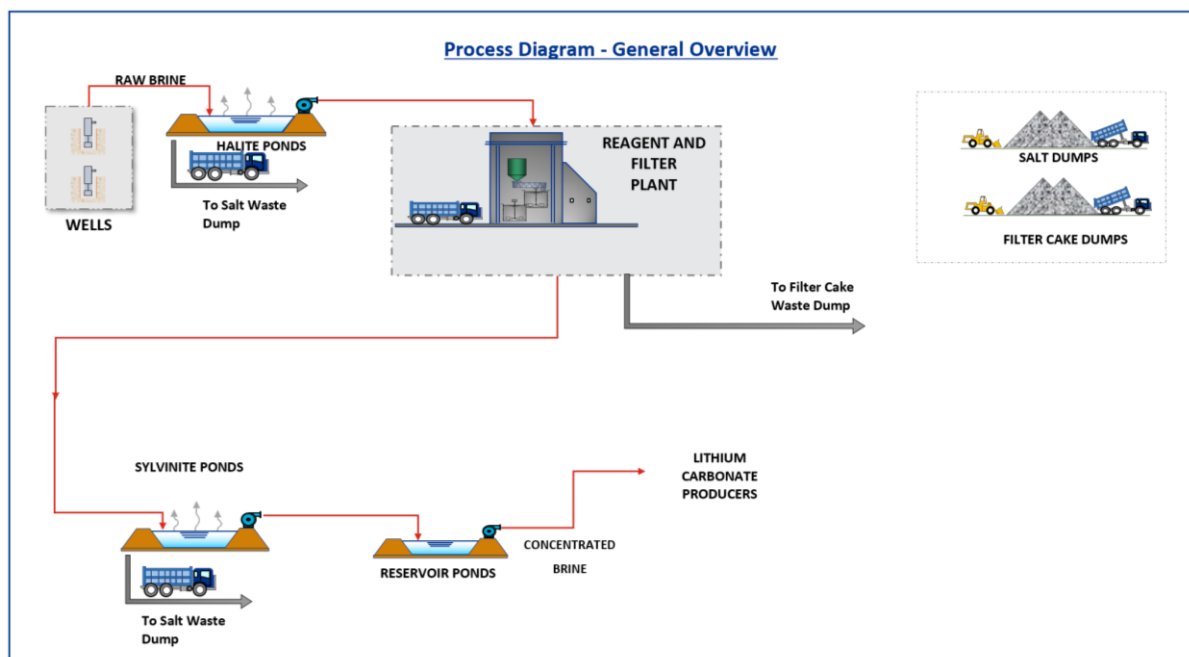 Process Diagram - General Overview
RAW BRINE
HALITE PONDS
To Salt Waste
Dump
WELLS
REAGENT AND
FILTER
PLANT
SALT DUMPS
FILTER CAKE DUMPS
To Filter Cake
Waste Dump
SYLVINITE PONDS
To Salt Waste
Dump
RESERVOIR PONDS
CONCENTRATED
BRINE
LITHIUM
CARBONATE
PRODUCERS